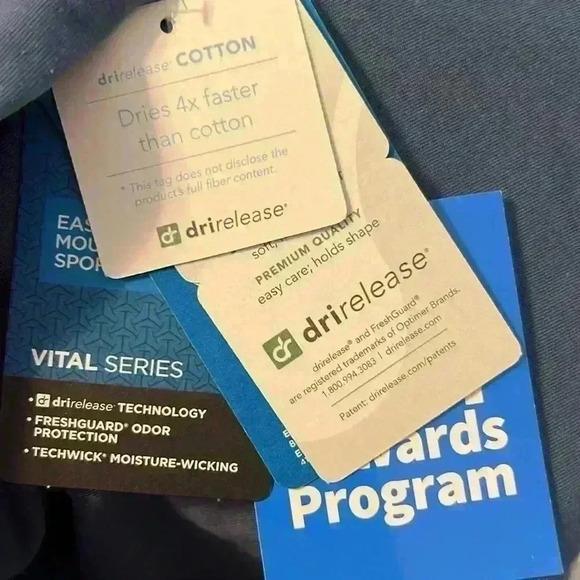 drirelease® COTTON
Dries 4x faster
than cotton
* This tag does not disclose the
product's full fiber content.
drirelease®
EAS
MOU
SPO
VITAL SERIES
• drirelease® TECHNOLOGY
• FRESHGUARD® ODOR
PROTECTION
• TECHWICK® MOISTURE-WICKING
soft,
PREMIUM QUALITY
easy care; holds shape
drirelease®
drirelease® and FreshGuard®
are registered trademarks of Optimer Brands.
1.800.994.3083 | drirelease.com
Patent: drirelease.com/patents
wards
Program